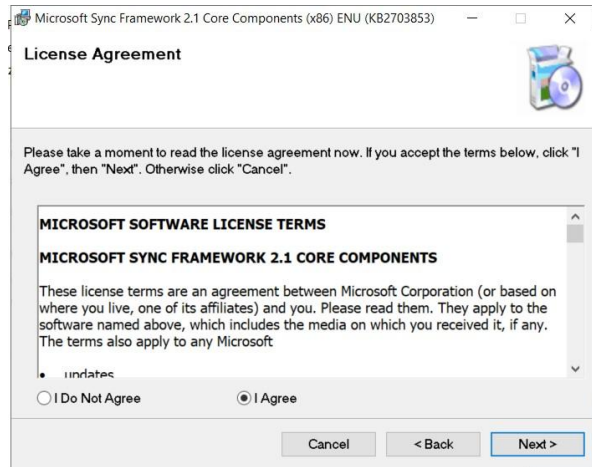 Microsoft Sync Framework 2.1 Core Components (x86) ENU (KB2703853)
License Agreement
Please take a moment to read the license agreement now. If you accept the terms below, click "I
Agree", then "Next". Otherwise click "Cancel".
MICROSOFT SOFTWARE LICENSE TERMS
MICROSOFT SYNC FRAMEWORK 2.1 CORE COMPONENTS
These license terms are an agreement between Microsoft Corporation (or based on
where you live, one of its affiliates) and you. Please read them. They apply to the
software named above, which includes the media on which you received it, if any.
The terms also apply to any Microsoft
• updates
I Do Not Agree
I Agree
Cancel
< Back
Next >